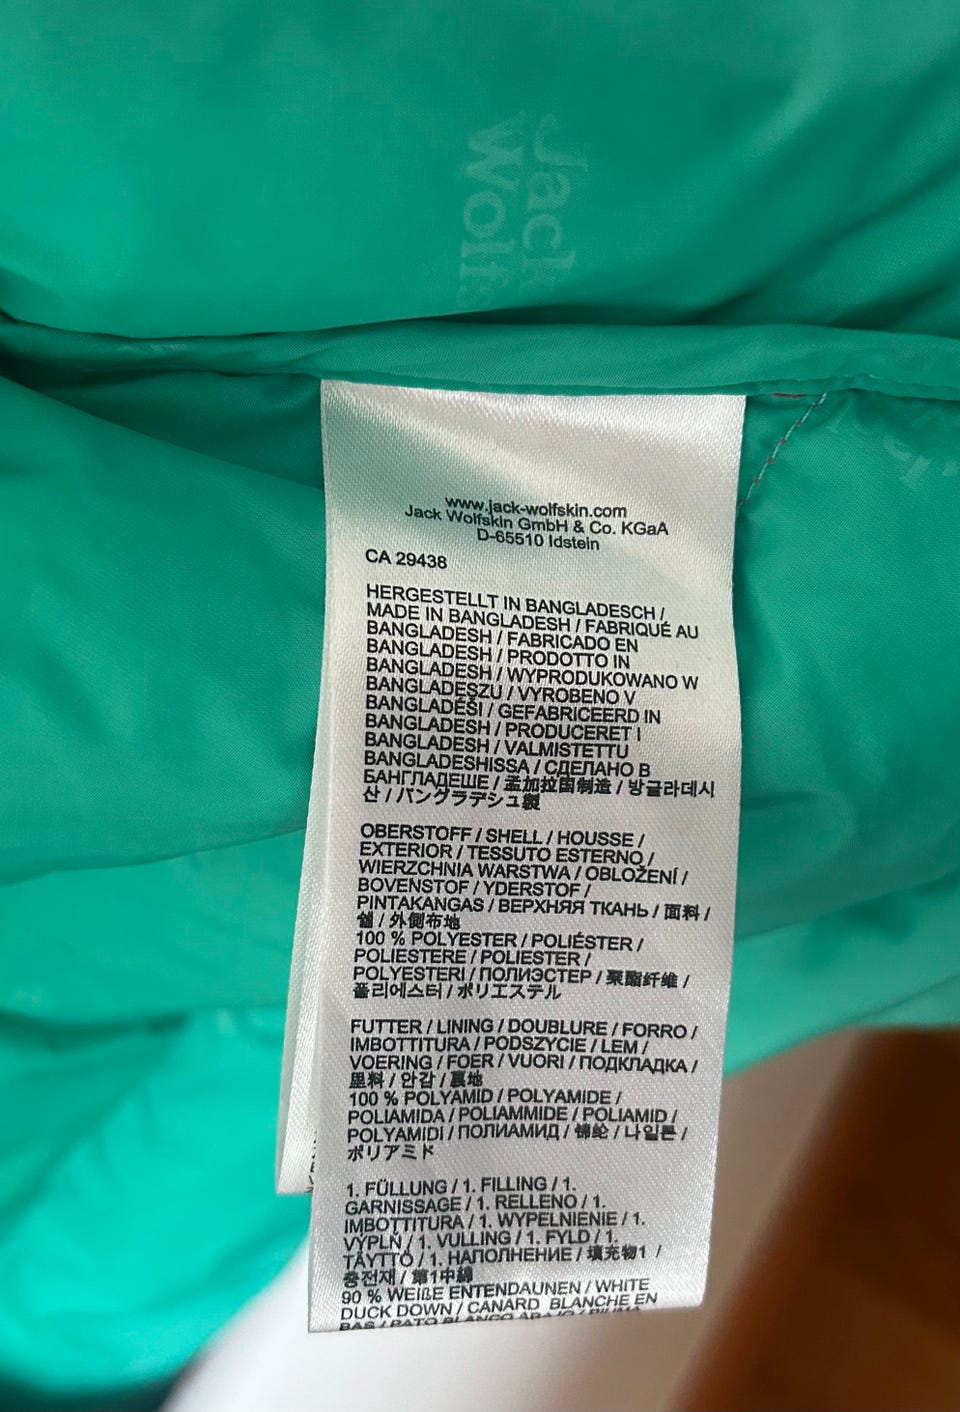 Jack
Wolfs
www.jack-wolfskin.com
Jack Wolfskin GmbH & Co. KGaA
D-65510 Idstein
CA 29438
HERGESTELLT IN BANGLADESCH /
MADE IN BANGLADESH / FABRIQUÉ AU
BANGLADESH / FABRICADO EN
BANGLADESH / PRODOTTO IN
BANGLADESH / WYPRODUKOWANO W
BANGLADESZU / VYROBENO V
BANGLADÉŠI / GEFABRICEERD IN
BANGLADESH / PRODUCERET I
BANGLADESH / VALMISTETTU
BANGLADESHISSA / СДЕЛАНО В
БАНГЛАДЕШЕ / 孟加拉国制造 / 방글라데시
산 / バングラデシュ製
OBERSTOFF / SHELL / HOUSSE /
EXTERIOR / TESSUTO ESTERNO /
WIERZCHNIA WARSTWA / OBLOŽENÍ /
BOVENSTOF / YDERSTOF /
PINTAKANGAS / ВЕРХНЯЯ ТКАНЬ / 面料 /
쉘 / 外側布地
100 % POLYESTER / POLIÉSTER /
POLIESTERE / POLIESTER /
POLYESTERI / ПОЛИЭСТЕР / 聚酯纤维 /
폴리에스터 / ポリエステル
FUTTER / LINING / DOUBLURE / FORRO /
IMBOTTITURA / PODSZYCIE / LEM /
VOERING / FOER / VUORI / ПОДКЛАДКА /
里料 / 안감 / 裏地
100 % POLYAMID / POLYAMIDE /
POLIAMIDA / POLIAMMIDE / POLIAMID /
POLYAMIDI / ПОЛИАМИД / 锦纶 / 나일론 /
ポリアミド
1. FÜLLUNG / 1. FILLING / 1.
GARNISSAGE / 1. RELLENO / 1.
IMBOTTITURA / 1. WYPEŁNIENIE / 1.
VÝPLŇ / 1. VULLING / 1. FYLD / 1.
TÄYTTÖ / 1. НАПОЛНЕНИЕ / 填充物1 /
충전재 / 第1中綿
90 % WEIßE ENTENDAUNEN / WHITE
DUCK DOWN / CANARD BLANCHE EN
BAS / PATO BLANCO ABAJO / PIUMA